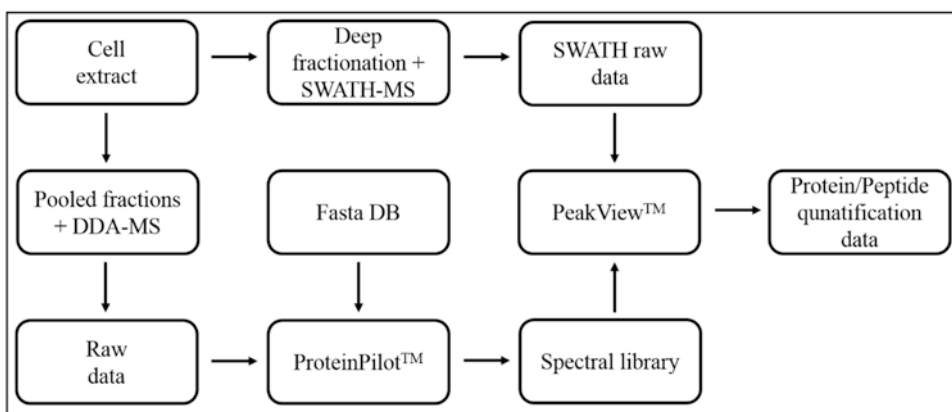 Cell
extract
Deep
fractionation +
SWATH-MS
SWATH raw
data
Pooled fractions
+ DDA-MS
Fasta DB
PeakView™
Protein/Peptide
qunatification
data
Raw
data
ProteinPilot™
Spectral library